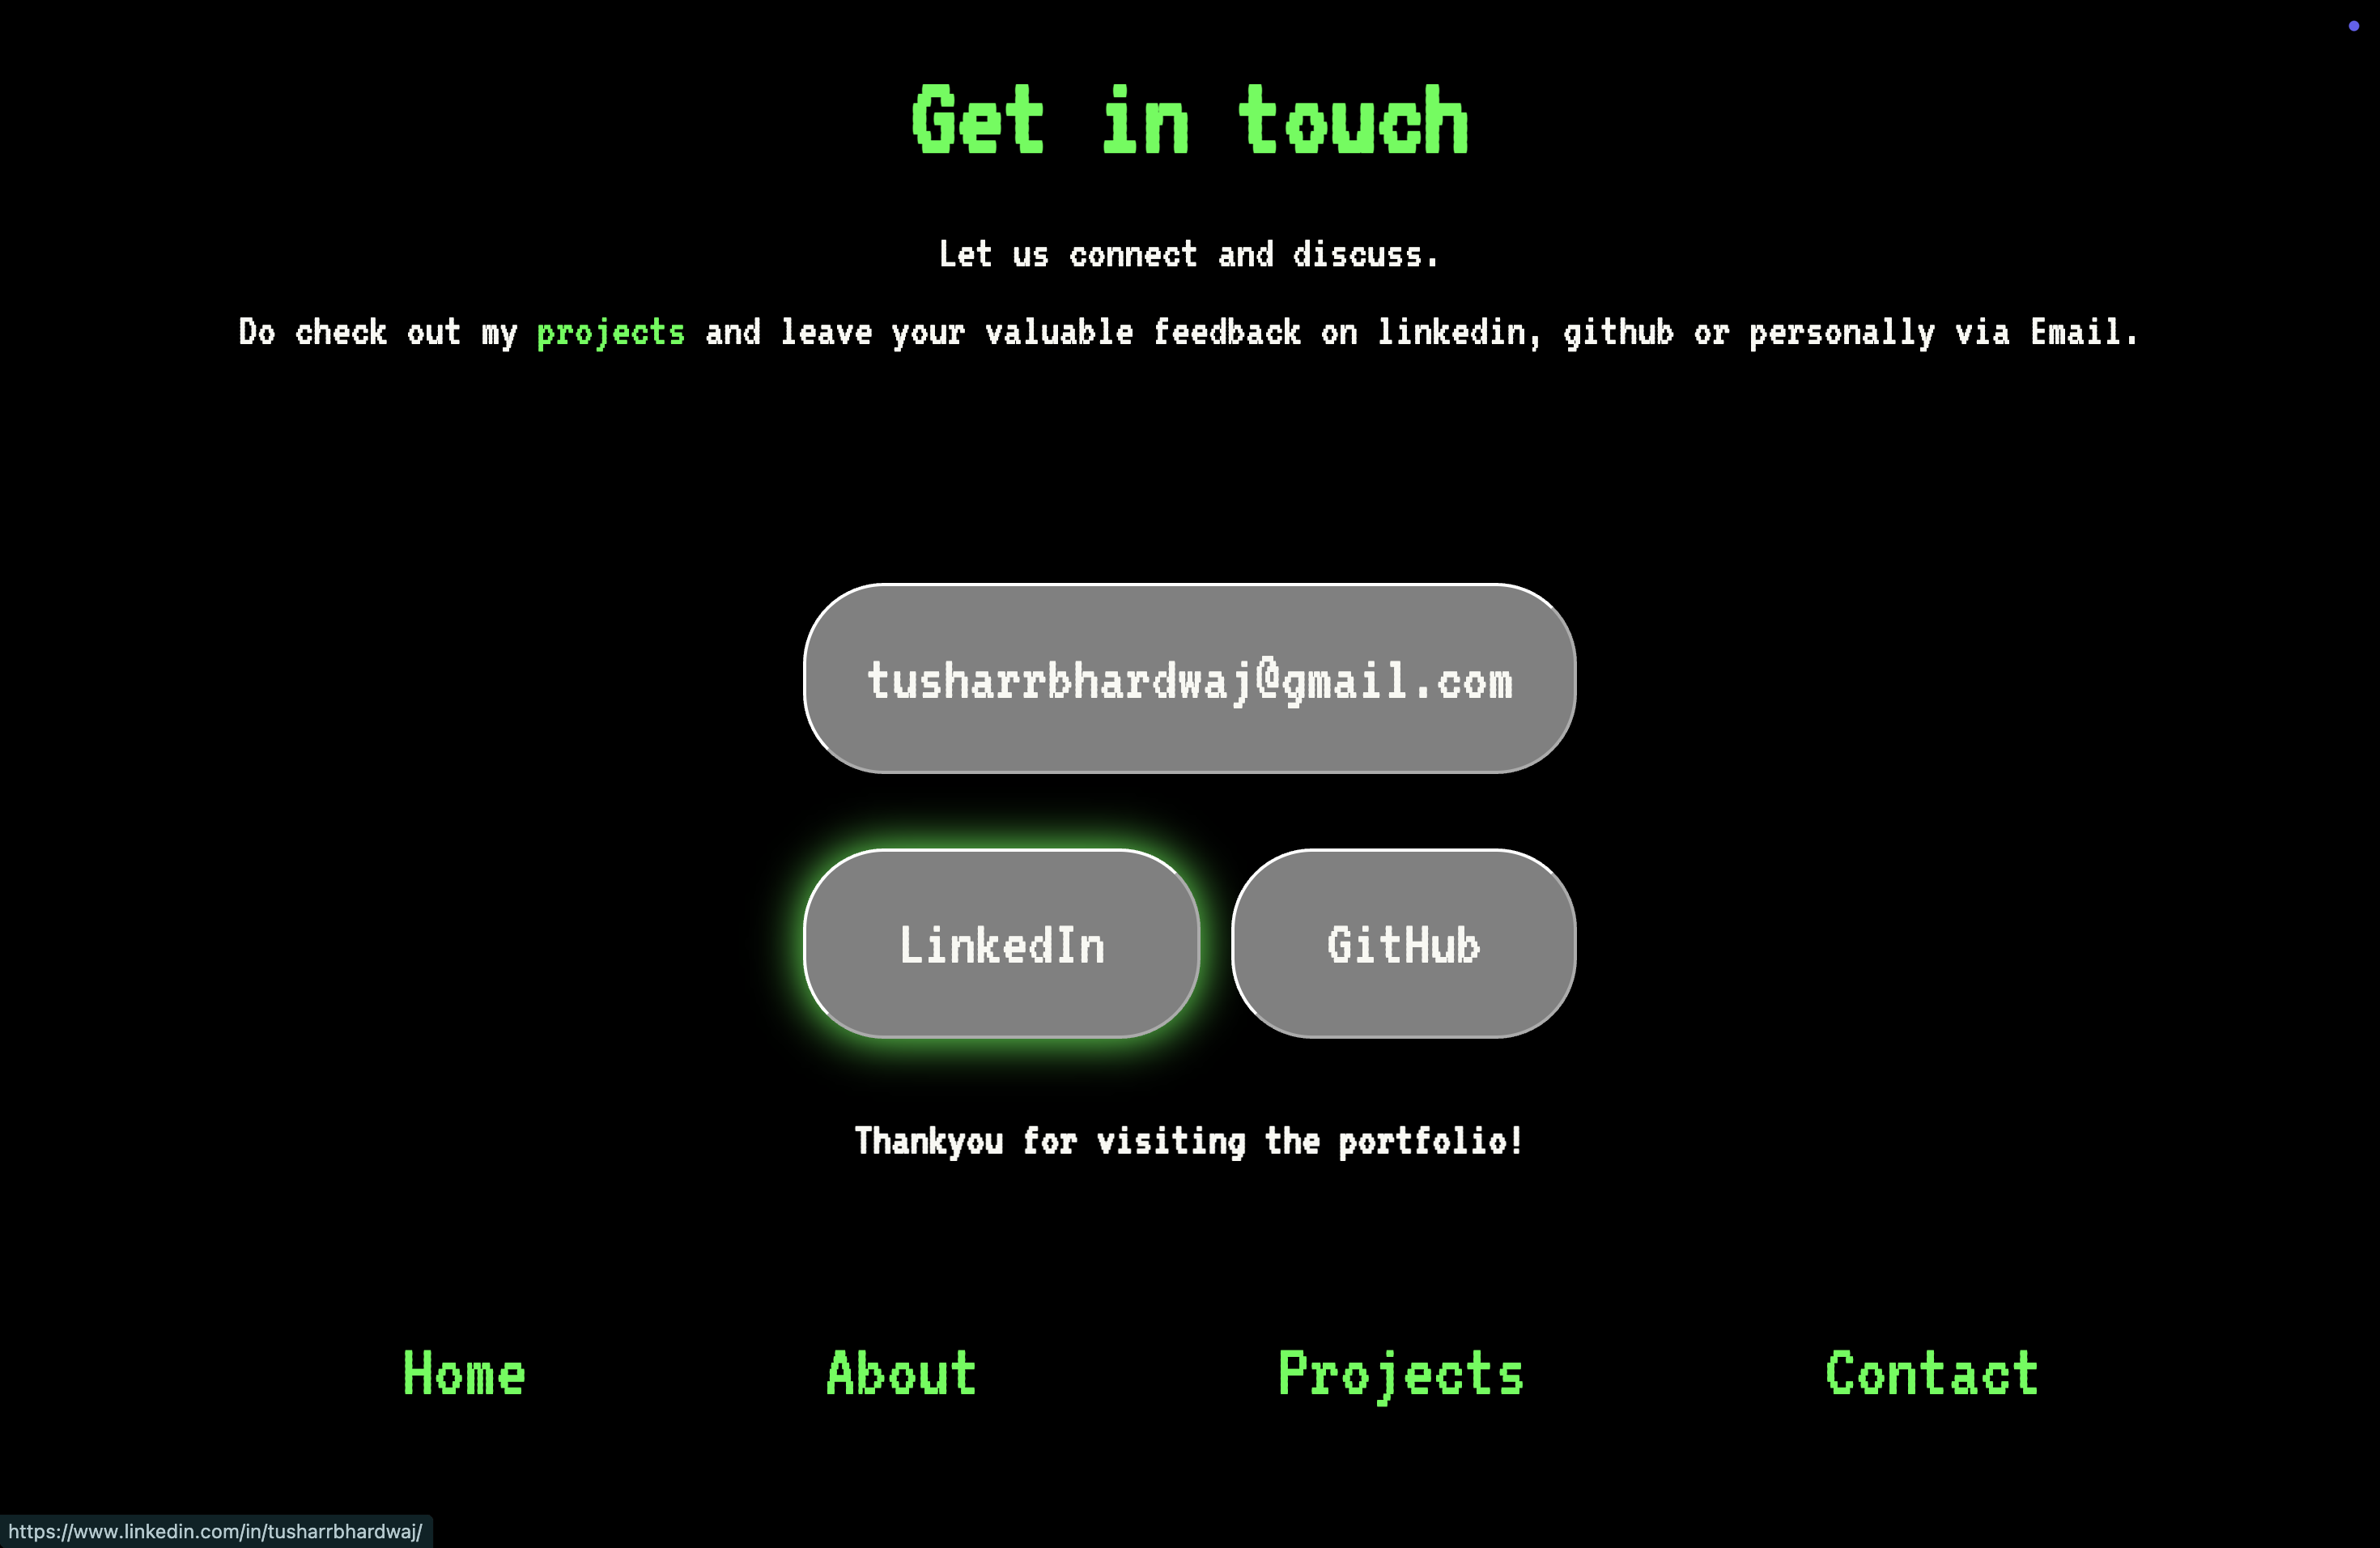 Get in touch
Let us connect and discuss.
Do check out my projects and leave your valuable feedback on linkedin, github or personally via Email.
tusharrbhardwaj@gmail.com
LinkedIn GitHub
Thankyou for visiting the portfolio!
Home About Projects Contact
https://www.linkedin.com/in/tusharrbhardwaj/